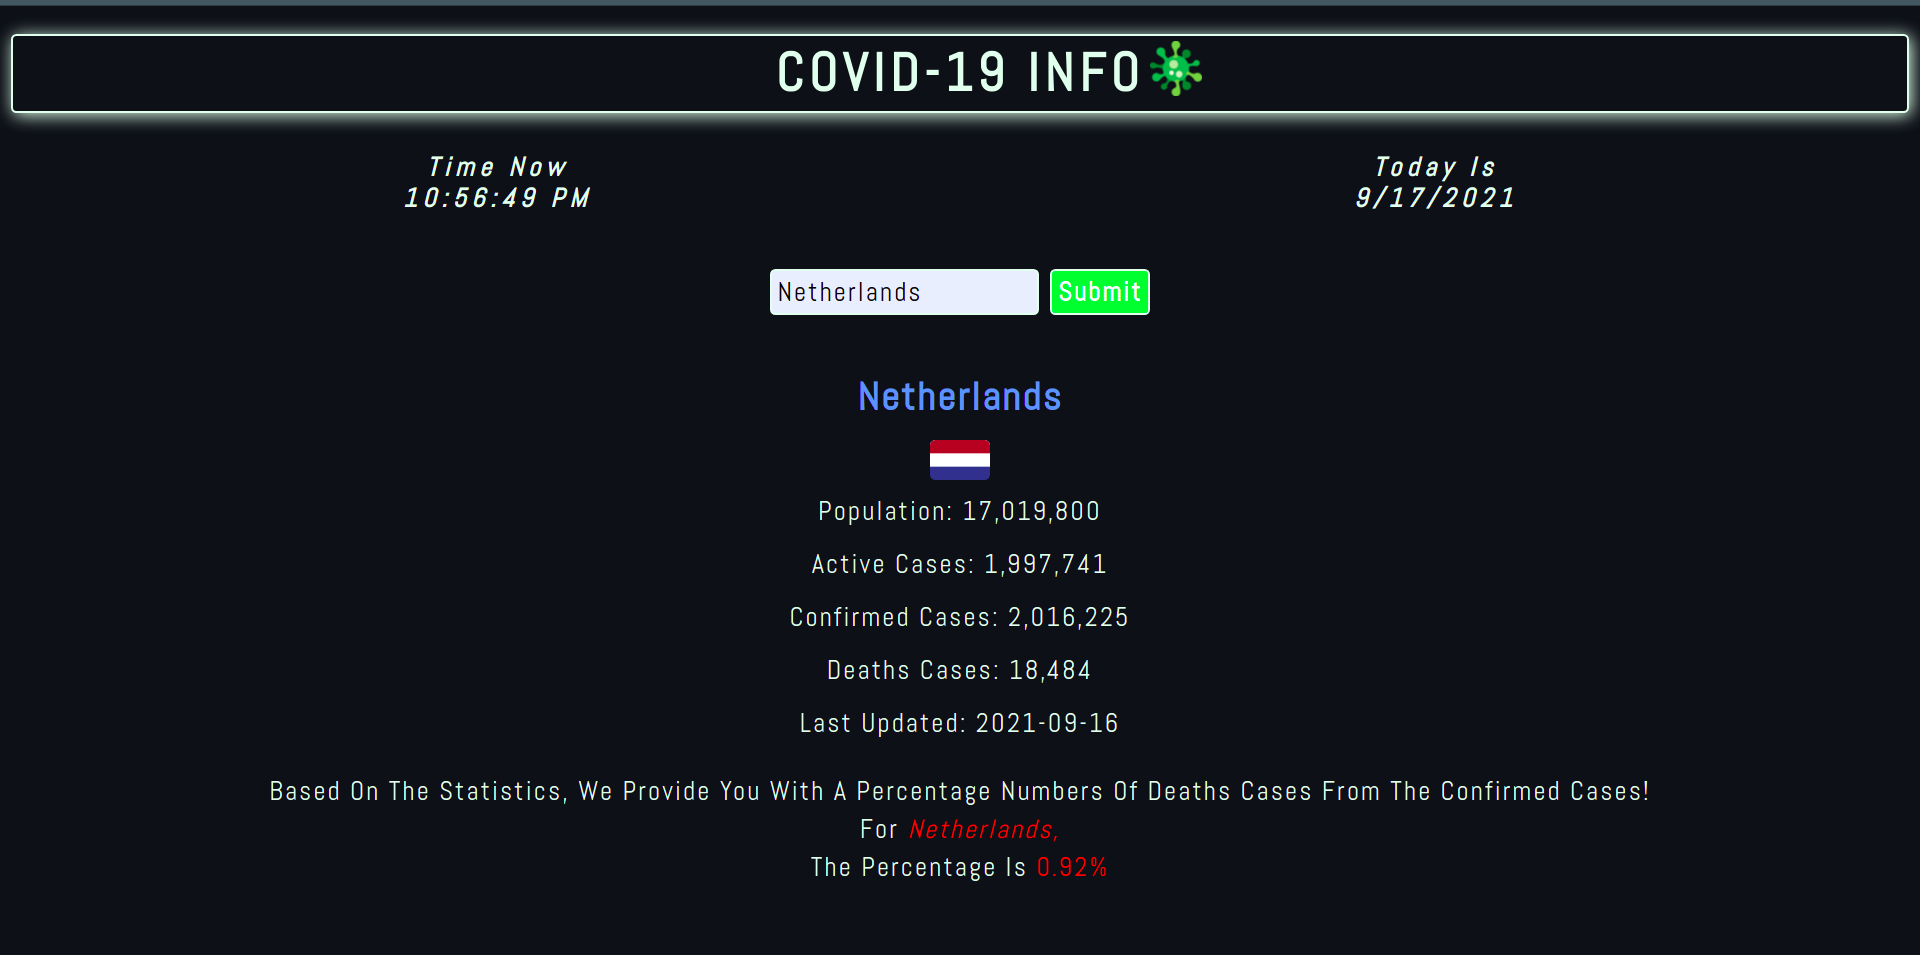 COVID-19 INFO
Time Now
10:56:49 PM
Today Is
9/17/2021
Netherlands
Submit
Netherlands
Population: 17,019,800
Active Cases: 1,997,741
Confirmed Cases: 2,016,225
Deaths Cases: 18,484
Last Updated: 2021-09-16
Based On The Statistics, We Provide You With A Percentage Numbers Of Deaths Cases From The Confirmed Cases!
For Netherlands,
The Percentage Is 0.92%